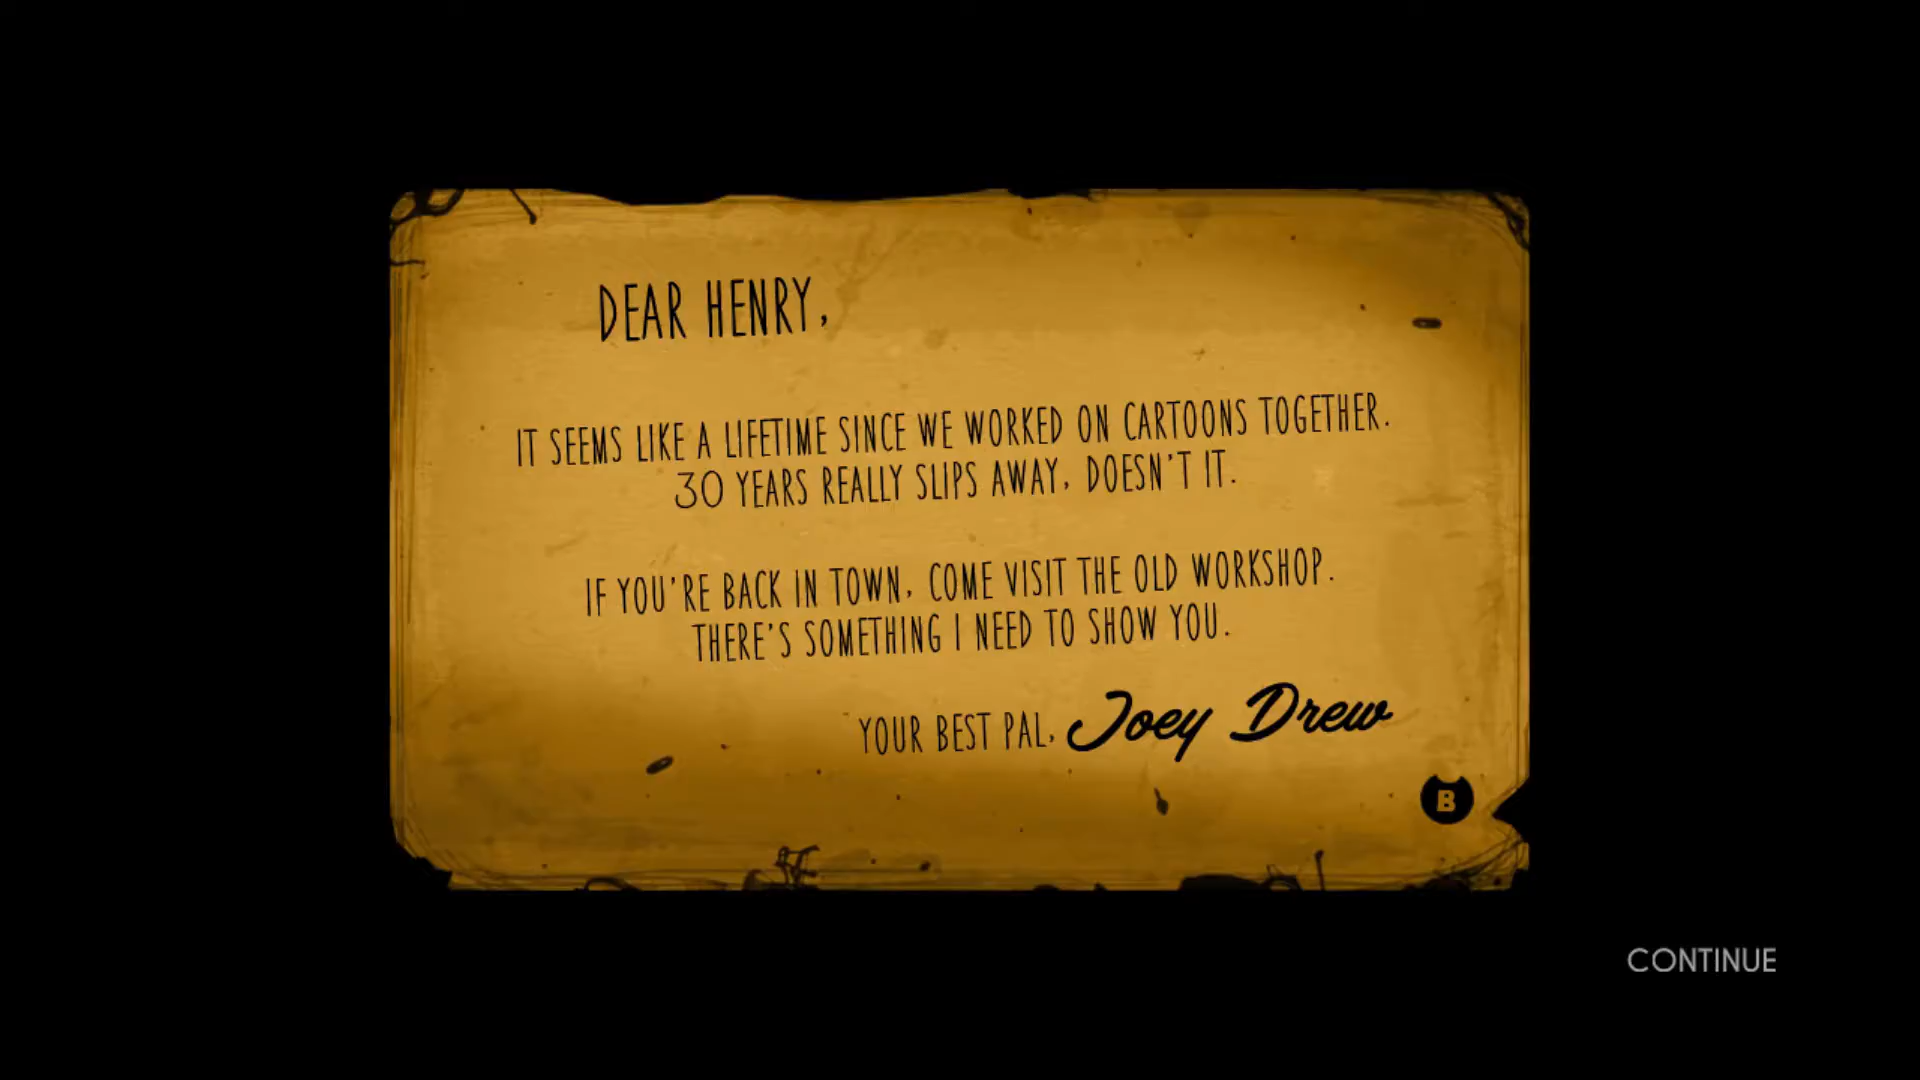 DEAR HENRY,
IT SEEMS LIKE A LIFETIME SINCE WE WORKED ON CARTOONS TOGETHER.
30 YEARS REALLY SLIPS AWAY, DOESN'T IT.
IF YOU'RE BACK IN TOWN, COME VISIT THE OLD WORKSHOP.
THERE'S SOMETHING I NEED TO SHOW YOU.
YOUR BEST PAL, Joey Drew
B
CONTINUE